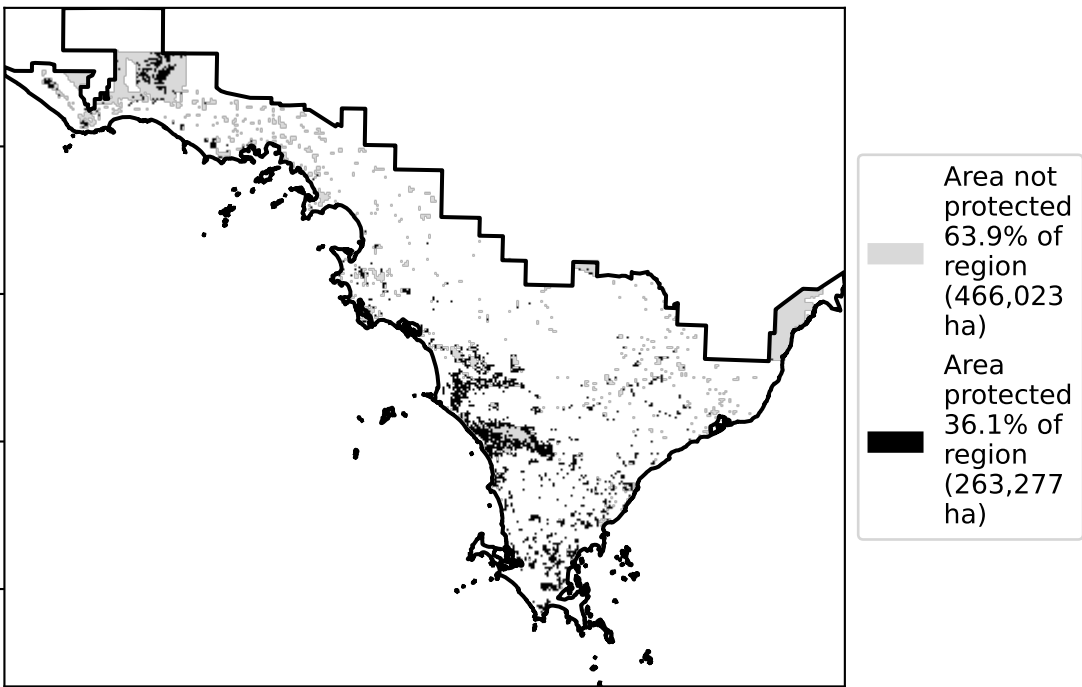 Area not
protected
63.9% of
region
(466,023
ha)
Area
protected
36.1% of
region
(263,277
ha)